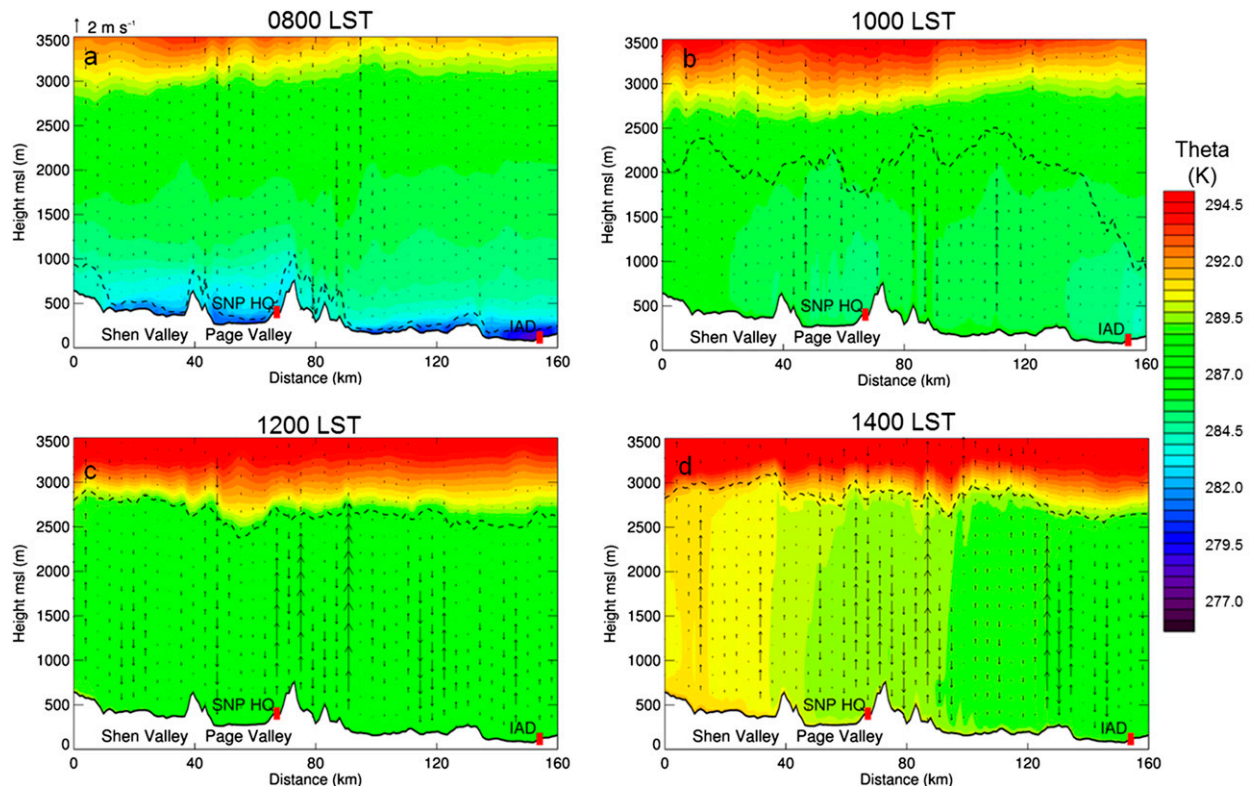 0800 LST
1000 LST
2 m s⁻¹
a
b
3500
3000
2500
2000
1500
1000
500
0
Height msl (m)
SNP HQ
IAD
Shen Valley Page Valley
0 40 80 120 160
Distance (km)
3500
3000
2500
2000
1500
1000
500
0
Height msl (m)
SNP HQ
IAD
Shen Valley Page Valley
0 40 80 120 160
Distance (km)
Theta
(K)
294.5
292.0
289.5
287.0
284.5
282.0
279.5
277.0
1200 LST
1400 LST
c
d
3500
3000
2500
2000
1500
1000
500
0
Height msl (m)
SNP HQ
IAD
Shen Valley Page Valley
0 40 80 120 160
Distance (km)
3500
3000
2500
2000
1500
1000
500
0
Height msl (m)
SNP HQ
IAD
Shen Valley Page Valley
0 40 80 120 160
Distance (km)